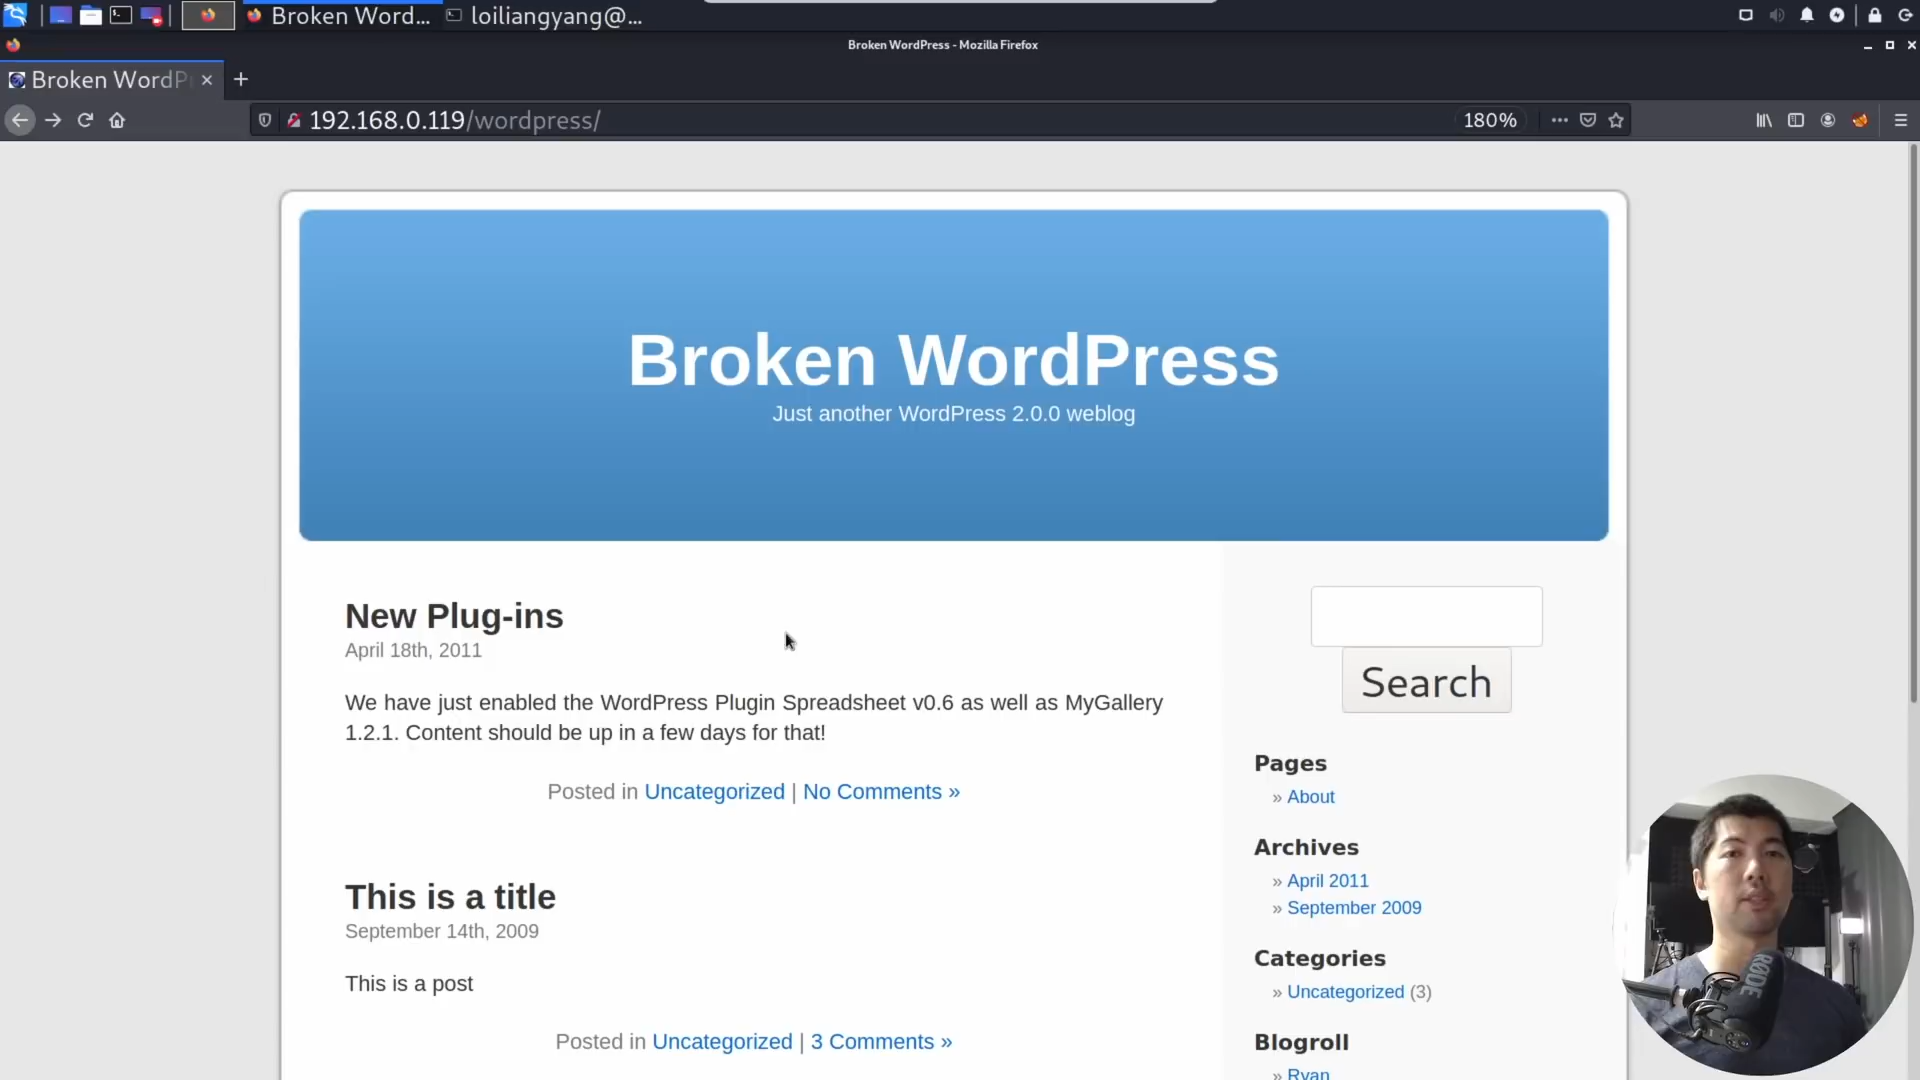 Broken Word...
loiliangyang@...
Broken WordPress - Mozilla Firefox
Broken WordP
192.168.0.119/wordpress/
180%
Broken WordPress
Just another WordPress 2.0.0 weblog
New Plug-ins
April 18th, 2011
We have just enabled the WordPress Plugin Spreadsheet v0.6 as well as MyGallery
1.2.1. Content should be up in a few days for that!
Posted in Uncategorized | No Comments »
This is a title
September 14th, 2009
This is a post
Posted in Uncategorized | 3 Comments »
Search
Pages
» About
Archives
» April 2011
» September 2009
Categories
» Uncategorized (3)
Blogroll
Ryan
RØDE